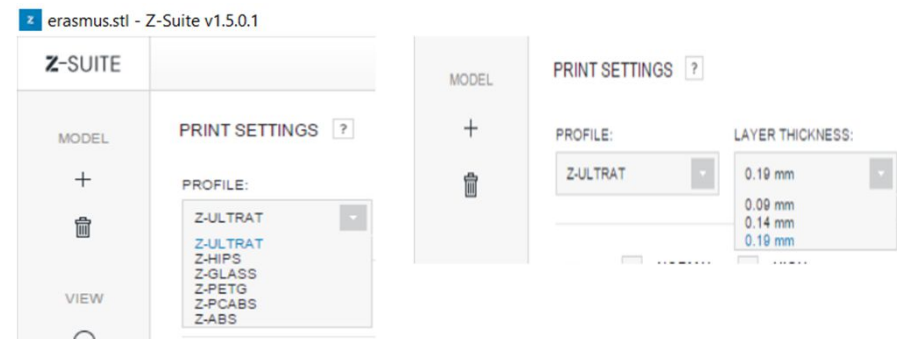 erasmus.stl - Z-Suite v1.5.0.1
Z-SUITE
MODEL
PRINT SETTINGS ?
PROFILE:
Z-ULTRAT
Z-ULTRAT
Z-HIPS
Z-GLASS
Z-PETG
Z-PCABS
Z-ABS
VIEW
MODEL
PRINT SETTINGS ?
PROFILE:
LAYER THICKNESS:
Z-ULTRAT
0.19 mm
0.09 mm
0.14 mm
0.19 mm